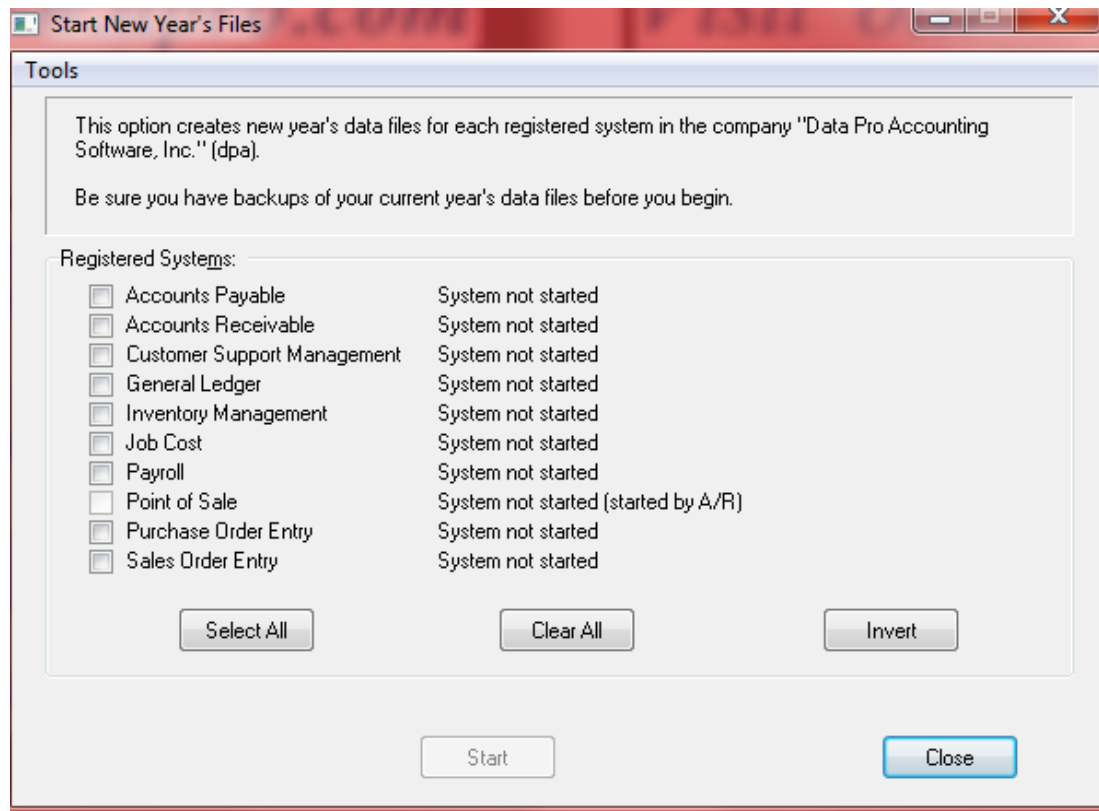 .com Visit
Start New Year's Files
Tools
This option creates new year's data files for each registered system in the company "Data Pro Accounting
Software, Inc." (dpa).
Be sure you have backups of your current year's data files before you begin.
Registered Systems:
Accounts Payable System not started
Accounts Receivable System not started
Customer Support Management System not started
General Ledger System not started
Inventory Management System not started
Job Cost System not started
Payroll System not started
Point of Sale System not started (started by A/R)
Purchase Order Entry System not started
Sales Order Entry System not started
Select All Clear All Invert
Start Close